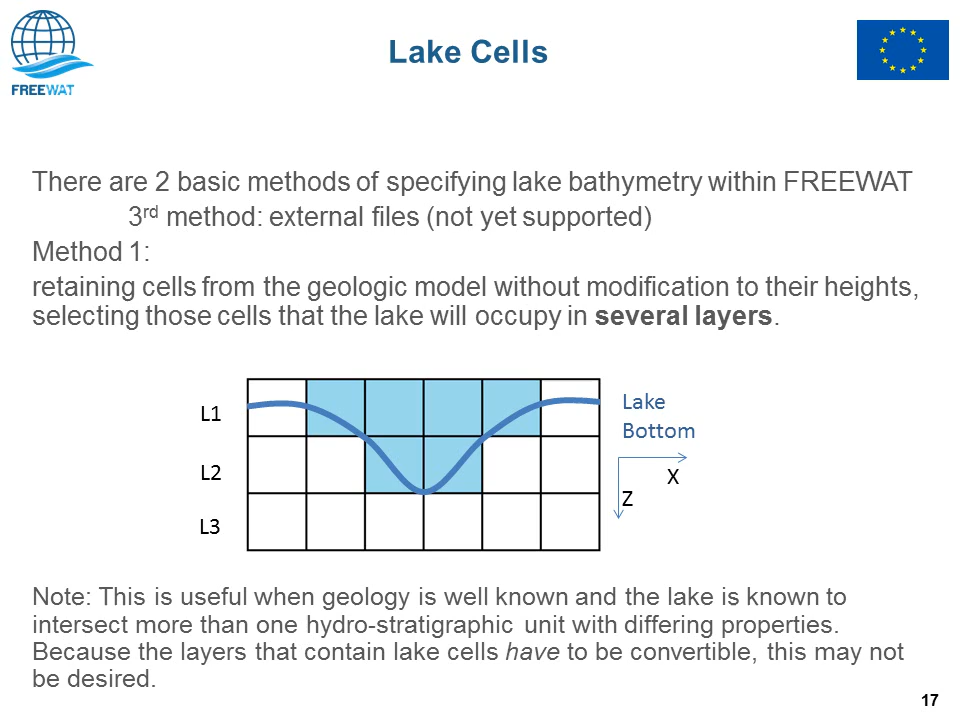 Lake Cells
FREEWAT
There are 2 basic methods of specifying lake bathymetry within FREEWAT
3rd method: external files (not yet supported)
Method 1:
retaining cells from the geologic model without modification to their heights,
selecting those cells that the lake will occupy in several layers.
L1
L2
L3
Lake
Bottom
X
Z
Note: This is useful when geology is well known and the lake is known to
intersect more than one hydro-stratigraphic unit with differing properties.
Because the layers that contain lake cells have to be convertible, this may not
be desired.
17